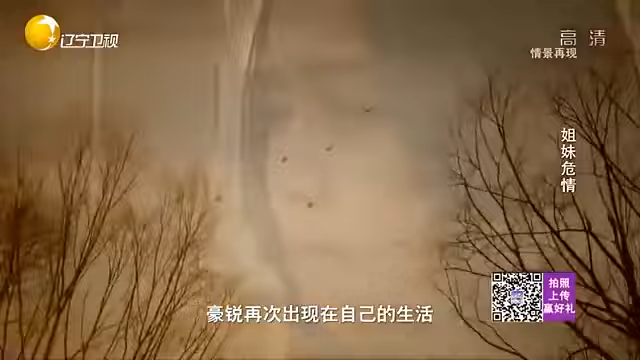 辽宁卫视
高清
情景再现
姐妹危情
拍照
上传
赢好礼
豪锐再次出现在自己的生活